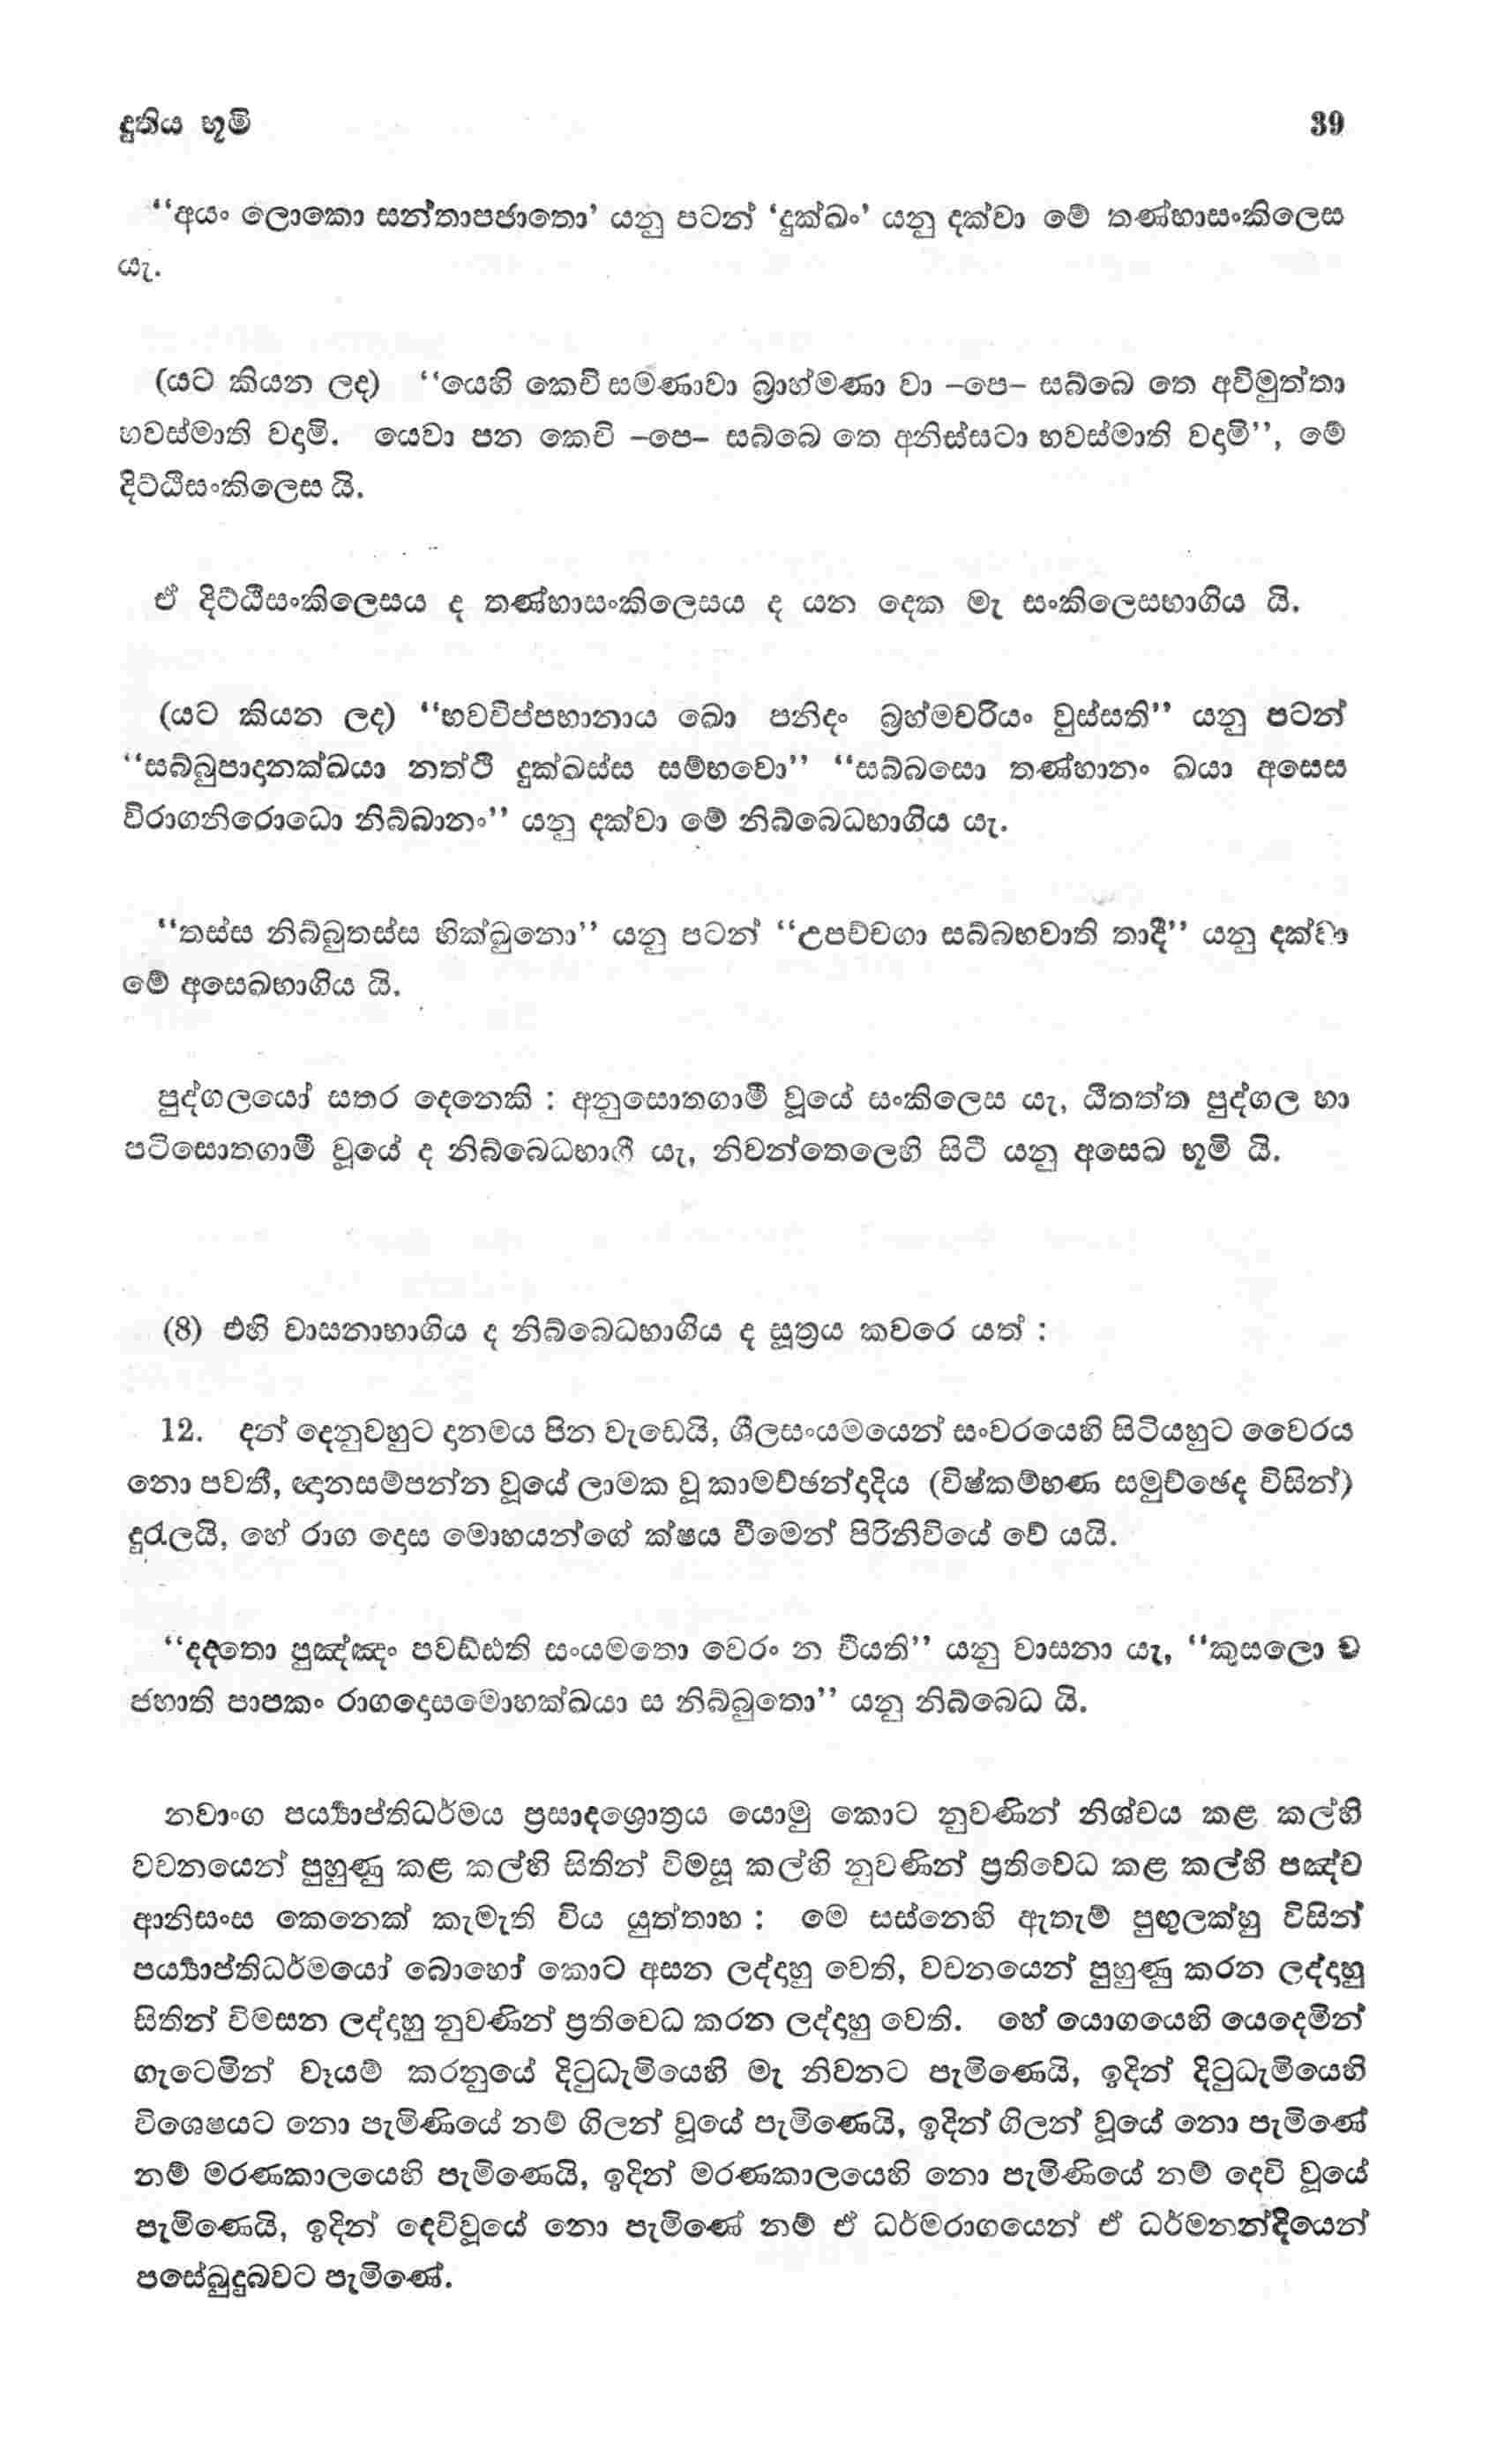 දුතිය භූමි 39
“අයං ලොකො සන්තාපජාතො’ යනු පටන් ‘දුක්ඛං’ යනු දක්වා මේ තණ්හාසංකිලෙස
යැ.
(යට කියන ලද) “යෙහි කෙචි සමණාවා බ්‍රාහ්මණා වා –පෙ– සබ්බෙ තෙ අවිමුත්තා
භවස්මාති වදාමි. යෙවා පන කෙචි –පෙ– සබ්බෙ තෙ අනිස්සටා භවස්මාති වදාමි”, මේ
දිට්ඨිසංකිලෙස යි.
ඒ දිට්ඨිසංකිලෙසය ද තණ්හාසංකිලෙසය ද යන දෙක මැ සංකිලෙසභාගිය යි.
(යට කියන ලද) “භවවිප්පහානාය ඛො පනිදං බ්‍රහ්මචරියං වුස්සති” යනු පටන්
“සබ්බුපාදානක්ඛයා නත්ථි දුක්ඛස්ස සම්භවො” “සබ්බසො තණ්හානං ඛයා අසෙස
විරාගනිරොධො නිබ්බානං” යනු දක්වා මේ නිබ්බෙධභාගිය යැ.
“තස්ස නිබ්බුතස්ස භික්ඛුනො” යනු පටන් “උපච්චගා සබ්බභවාති තාදී” යනු දක්වා
මේ අසෙඛභාගිය යි.
පුද්ගලයෝ සතර දෙනෙකි : අනුසොතගාමී වූයේ සංකිලෙස යැ, ඨිතත්ත පුද්ගල හා
පටිසොතගාමී වූයේ ද නිබ්බෙධභාගී යැ, නිවන්තෙලෙහි සිටි යනු අසෙඛ භූමි යි.
(8) එහි වාසනාභාගිය ද නිබ්බෙධභාගිය ද සූත්‍රය කවරෙ යත් :
12. දන් දෙනුවහුට දානමය පින වැඩෙයි, ශීලසංයමයෙන් සංවරයෙහි සිටියහුට වෛරය
නො පවතී, ඥානසම්පන්න වූයේ ලාමක වූ කාමච්ඡන්දාදිය (විෂ්කම්භණ සමුච්ඡේද විසින්)
දුරැලයි, හේ රාග දොස මොහයන්ගේ ක්ෂය වීමෙන් පිරිනිවියේ වේ යයි.
“දදතො පුඤ්ඤං පවඩ්ඪති සංයමතො වෙරං න චීයති” යනු වාසනා යැ, “කුසලො ච
ජහාති පාපකං රාගදොසමොහක්ඛයා ස නිබ්බුතො” යනු නිබ්බෙධ යි.
නවාංග පර්‍ය්‍යාප්තිධර්මය ප්‍රසාදශ්‍රොත්‍රය යොමු කොට නුවණින් නිශ්චය කළ කල්හි
වචනයෙන් පුහුණු කළ කල්හි සිතින් විමසූ කල්හි නුවණින් ප්‍රතිවෙධ කළ කල්හි පඤ්ච
ආනිසංස කෙනෙක් කැමැති විය යුත්තාහ : මෙ සස්නෙහි ඇතැම් පුඟුලක්හු විසින්
පර්‍ය්‍යාප්තිධර්මයෝ බොහෝ කොට අසන ලද්දාහු වෙති, වචනයෙන් පුහුණු කරන ලද්දාහු
සිතින් විමසන ලද්දාහු නුවණින් ප්‍රතිවෙධ කරන ලද්දාහු වෙති. හේ යොගයෙහි යෙදෙමින්
ගැටෙමින් වෑයම් කරනුයේ දිටුධැමියෙහි මැ නිවනට පැමිණෙයි, ඉදින් දිටුධැමියෙහි
විශෙෂයට නො පැමිණියේ නම් ගිලන් වූයේ පැමිණෙයි, ඉදින් ගිලන් වූයේ නො පැමිණේ
නම් මරණකාලයෙහි පැමිණෙයි, ඉදින් මරණකාලයෙහි නො පැමිණියේ නම් දෙවි වූයේ
පැමිණෙයි, ඉදින් දෙවිවූයේ නො පැමිණේ නම් ඒ ධර්මරාගයෙන් ඒ ධර්මනන්දියෙන්
පසේබුදුබවට පැමිණේ.